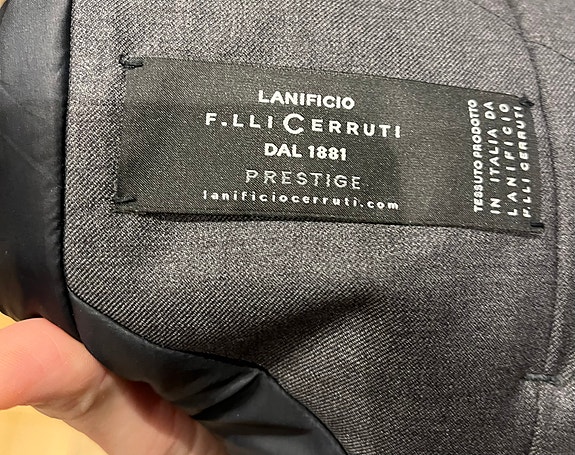 LANIFICIO
F.LLI CERRUTI
DAL 1881
PRESTIGE
lanificiocerruti.com
TESSUTO PRODOTTO
IN ITALIA DA
LANIFICIO
F.LLI CERRUTI